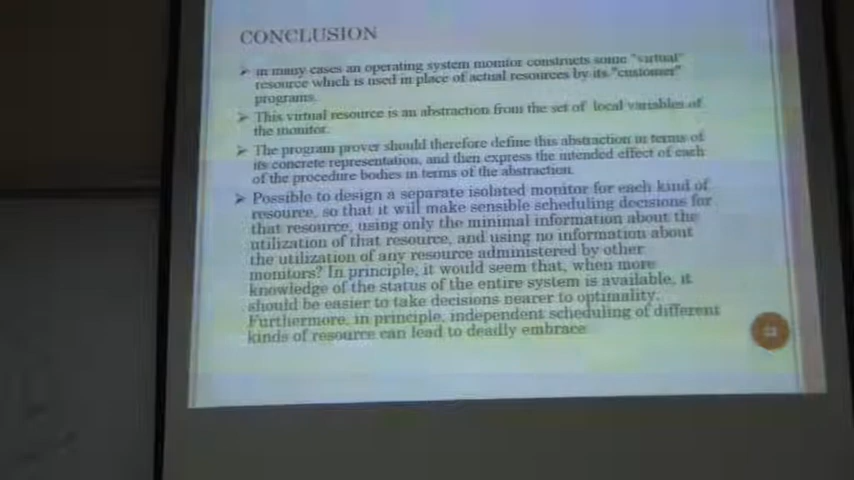 CONCLUSION
➢ in many cases an operating system monitor constructs some "virtual"
resource which is used in place of actual resources by its "customer"
programs.
➢ This virtual resource is an abstraction from the set of local variables of
the monitor.
➢ The program prover should therefore define this abstraction in terms of
its concrete representation, and then express the intended effect of each
of the procedure bodies in terms of the abstraction.
➢ Possible to design a separate isolated monitor for each kind of
resource, so that it will make sensible scheduling decisions for
that resource, using only the minimal information about the
utilization of that resource, and using no information about
the utilization of any resource administered by other
monitors? In principle, it would seem that, when more
knowledge of the status of the entire system is available, it
should be easier to take decisions nearer to optimality.
Furthermore, in principle, independent scheduling of different
kinds of resource can lead to deadly embrace